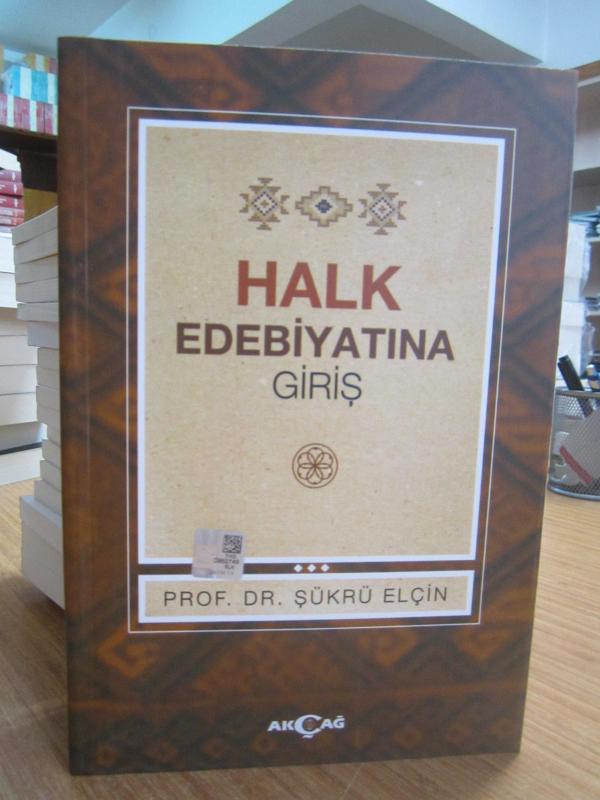 HALK
EDEBİYATINA
GİRİŞ
PROF. DR. ŞÜKRÜ ELÇİN
AKÇAĞ